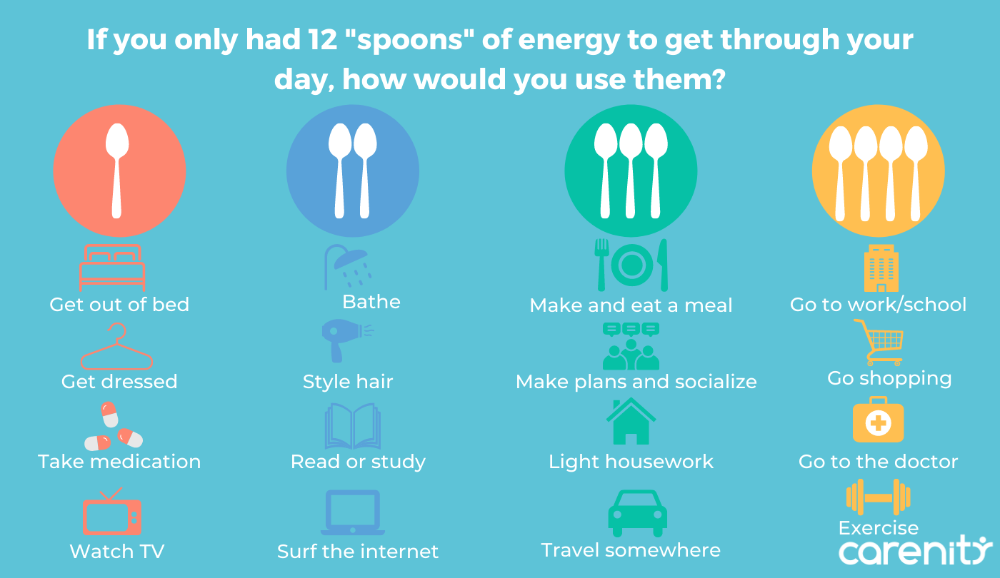 If you only had 12 "spoons" of energy to get through your
day, how would you use them?
Get out of bed
Get dressed
Take medication
Watch TV
Bathe
Style hair
Read or study
Surf the internet
Make and eat a meal
Make plans and socialize
Light housework
Travel somewhere
Go to work/school
Go shopping
Go to the doctor
Exercise
carenity